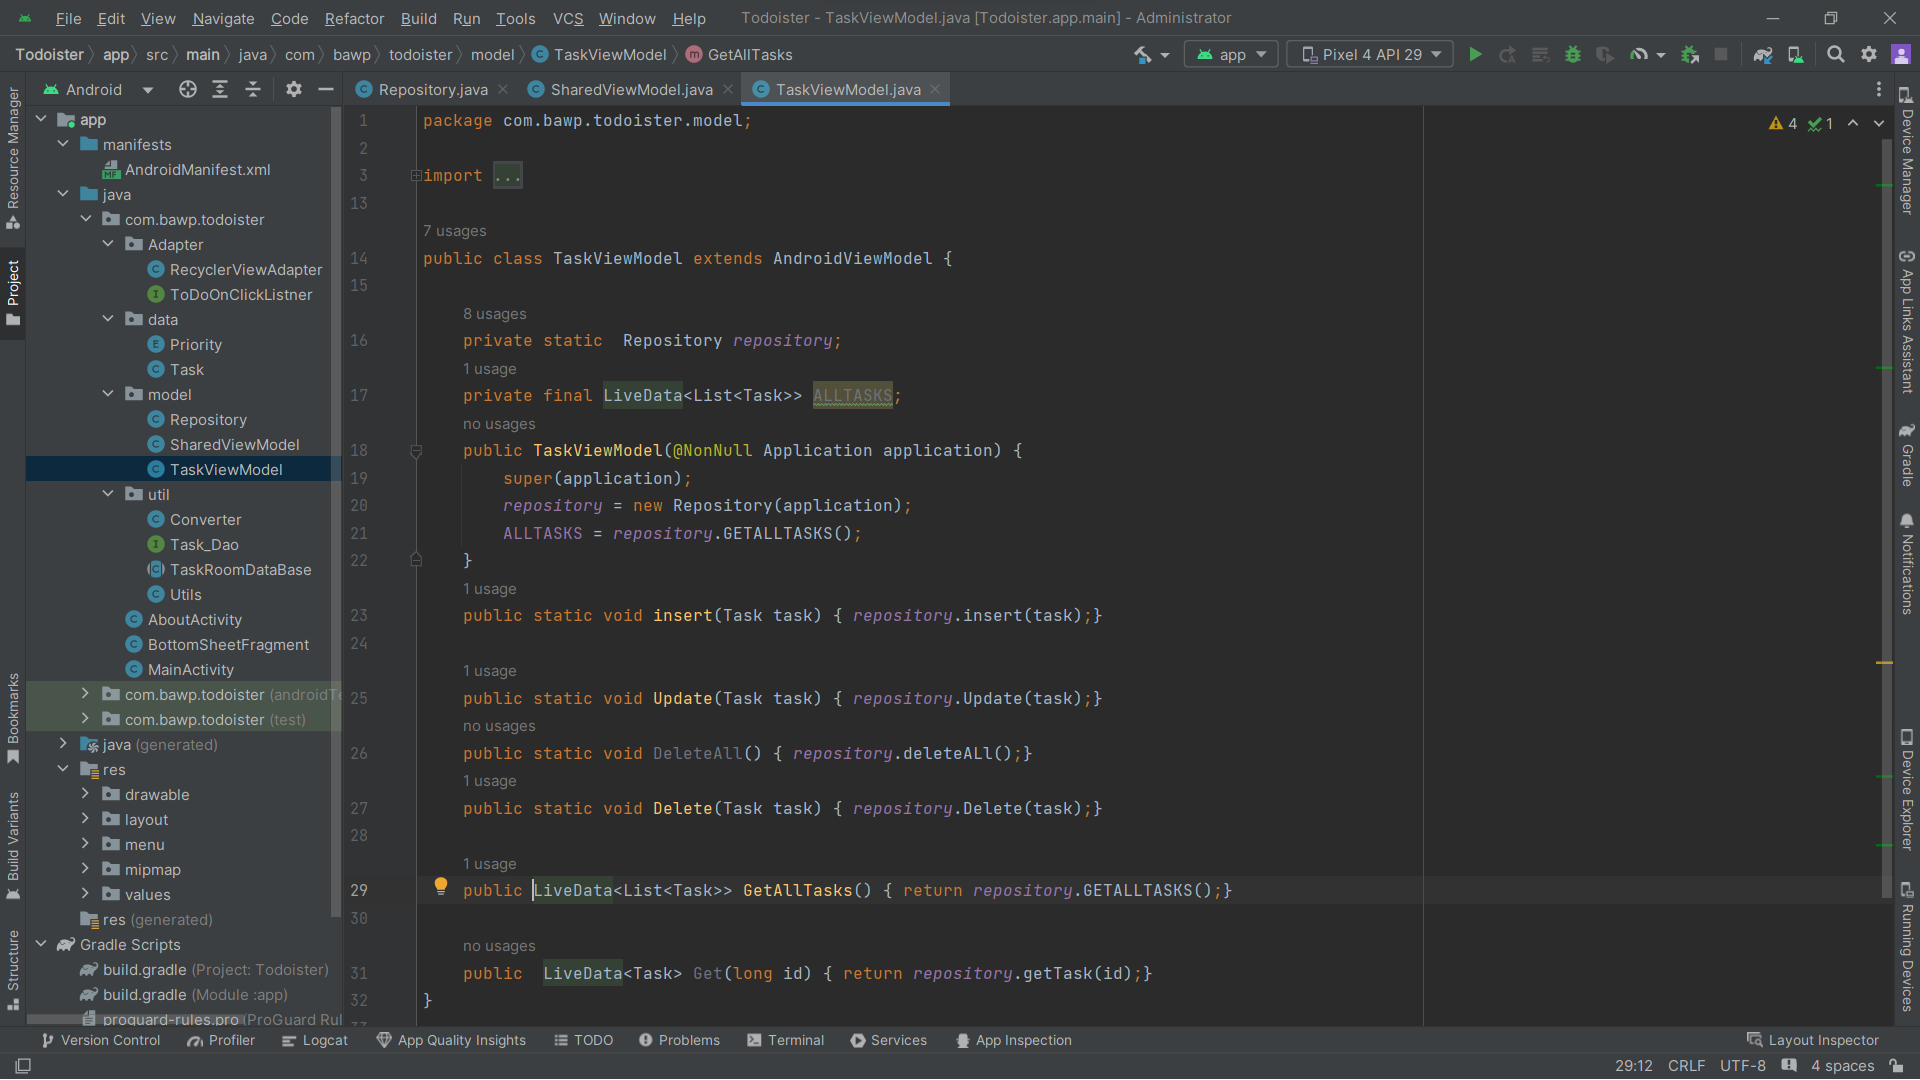 File Edit View Navigate Code Refactor Build Run Tools VCS Window Help Todoister - TaskViewModel.java [Todoister.app.main] - Administrator
Todoister app src main java com bawp todoister model TaskViewModel GetAllTasks app Pixel 4 API 29
Android
Repository.java SharedViewModel.java TaskViewModel.java
Resource Manager
Project
Bookmarks
Build Variants
Structure
app
manifests
AndroidManifest.xml
java
com.bawp.todoister
Adapter
RecyclerViewAdapter
ToDoOnClickListner
data
Priority
Task
model
Repository
SharedViewModel
TaskViewModel
util
Converter
Task_Dao
TaskRoomDataBase
Utils
AboutActivity
BottomSheetFragment
MainActivity
com.bawp.todoister (androidTe
com.bawp.todoister (test)
java (generated)
res
drawable
layout
menu
mipmap
values
res (generated)
Gradle Scripts
build.gradle (Project: Todoister)
build.gradle (Module :app)
proguard-rules.pro (ProGuard Rul
4 1
1 package com.bawp.todoister.model;
2
3 import ...
13
7 usages
14 public class TaskViewModel extends AndroidViewModel {
15
8 usages
16 private static  Repository repository;
1 usage
17 private final LiveData<List<Task>> ALLTASKS;
no usages
18 public TaskViewModel(@NonNull Application application) {
19 super(application);
20 repository = new Repository(application);
21 ALLTASKS = repository.GETALLTASKS();
22 }
1 usage
23 public static void insert(Task task) { repository.insert(task);}
24
1 usage
25 public static void Update(Task task) { repository.Update(task);}
no usages
26 public static void DeleteAll() { repository.deleteALl();}
1 usage
27 public static void Delete(Task task) { repository.Delete(task);}
28
1 usage
29 public LiveData<List<Task>> GetAllTasks() { return repository.GETALLTASKS();}
30
no usages
31 public  LiveData<Task> Get(long id) { return repository.getTask(id);}
32 }
Device Manager
App Links Assistant
Gradle
Notifications
Device Explorer
Running Devices
Version Control Profiler Logcat App Quality Insights TODO Problems Terminal Services App Inspection Layout Inspector
29:12 CRLF UTF-8 4 spaces